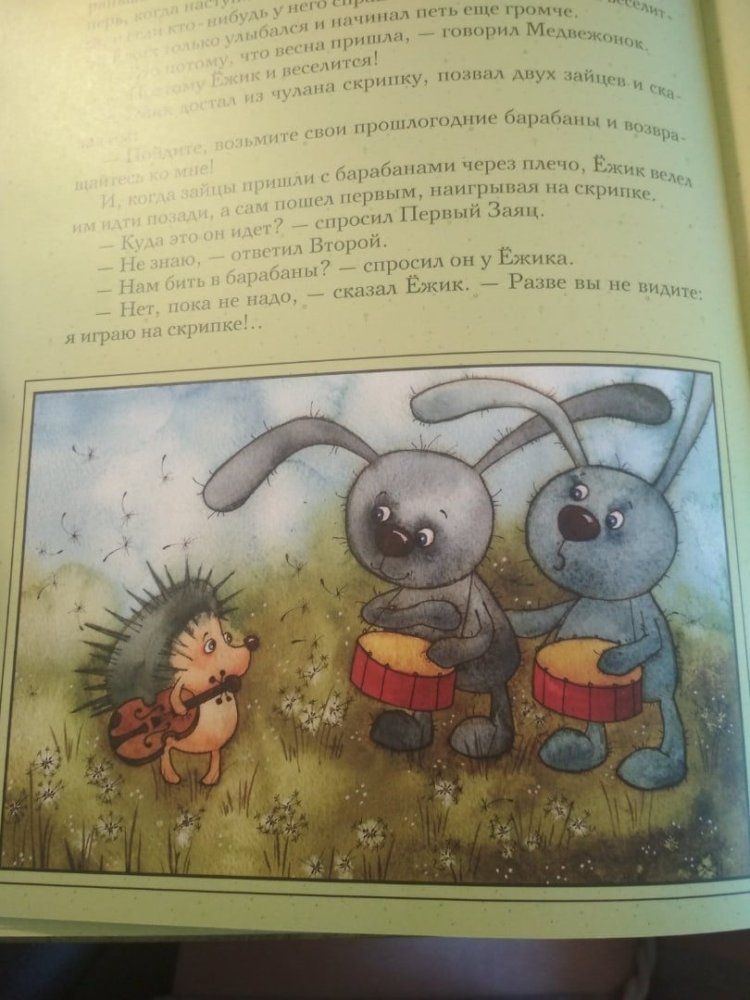 перь, когда
если кто-нибудь у него
только улыбался и начинал петь еще громче.
потому, что весна пришла, — говорил Медвежонок.
Поэтому Ёжик и веселится!
достал из чулана скрипку, позвал двух зайцев и ска-
— Пойдите, возьмите свои прошлогодние барабаны и возвра-
щайтесь ко мне!
И, когда зайцы пришли с барабанами через плечо, Ёжик велел
им идти позади, а сам пошел первым, наигрывая на скрипке.
— Куда это он идет? — спросил Первый Заяц.
— Не знаю, — ответил Второй.
— Нам бить в барабаны? — спросил он у Ёжика.
— Нет, пока не надо, — сказал Ёжик. — Разве вы не видите:
я играю на скрипке!..